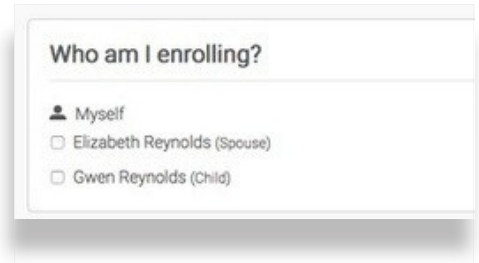 Who am I enrolling?
Myself
Elizabeth Reynolds (Spouse)
Gwen Reynolds (Child)